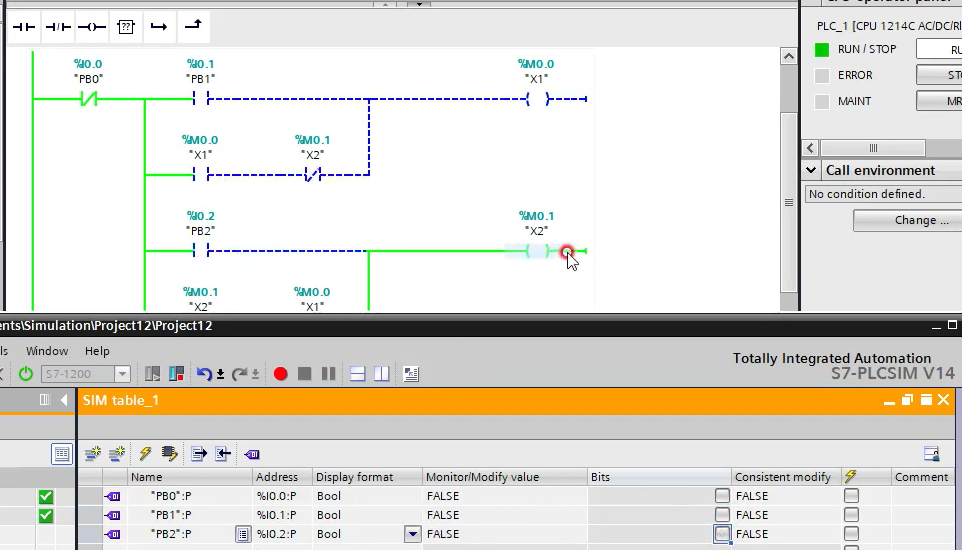 PLC_1 [CPU 1214C AC/DC/Rl
RUN / STOP
RU
ERROR
STO
MAINT
MR
Call environment
No condition defined.
Change ...
??
%I0.0
"PB0"
%I0.1
"PB1"
%M0.0
"X1"
%M0.0
"X1"
%M0.1
"X2"
%I0.2
"PB2"
%M0.1
"X2"
%M0.1
"X2"
%M0.0
"X1"
ents\Simulation\Project12\Project12
ls Window Help
Totally Integrated Automation
S7-PLCSIM V14
S7-1200
SIM table_1
Name Address Display format Monitor/Modify value Bits Consistent modify Comment
"PB0":P %I0.0:P Bool FALSE FALSE
"PB1":P %I0.1:P Bool FALSE FALSE
"PB2":P %I0.2:P Bool FALSE FALSE